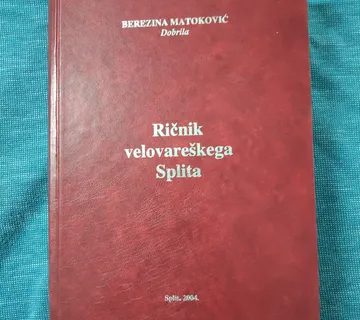 BEREZINA MATOKOVIĆ
Dobrila
Ričnik
velovareškega
Splita
Split, 2004.